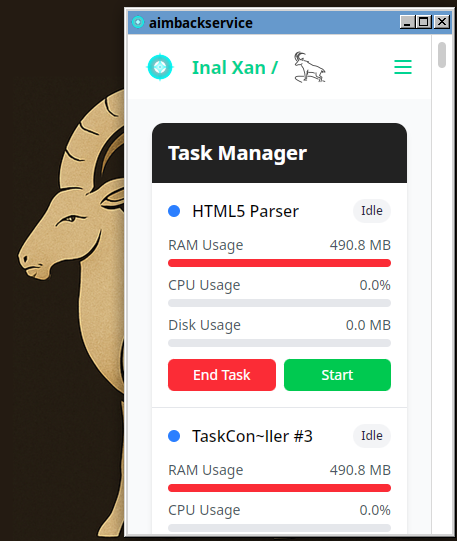 aimbackservice
Inal Xan /
Task Manager
HTML5 Parser Idle
RAM Usage 490.8 MB
CPU Usage 0.0%
Disk Usage 0.0 MB
End Task Start
TaskCon~ller #3 Idle
RAM Usage 490.8 MB
CPU Usage 0.0%